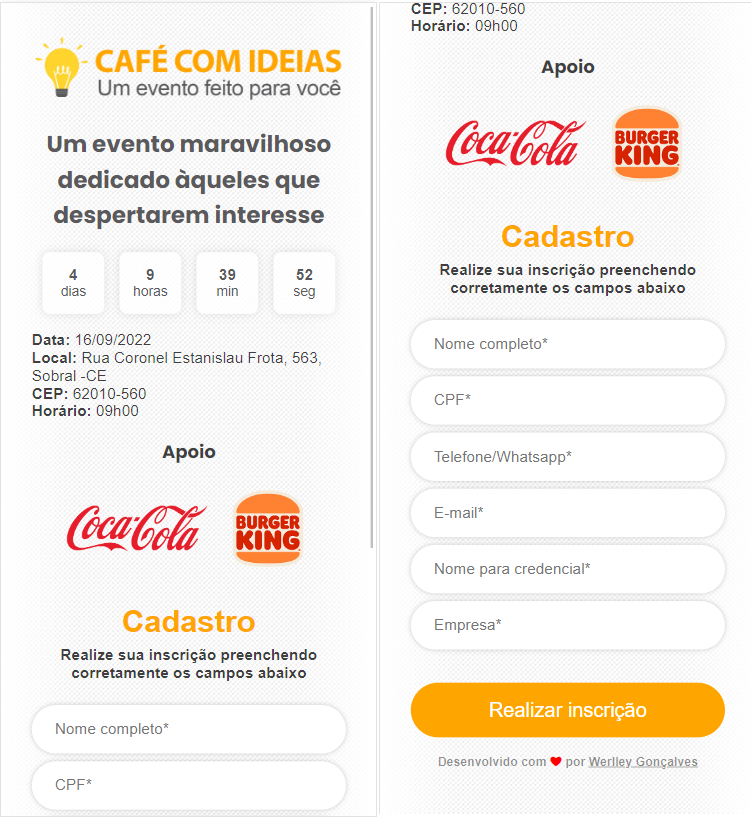 CAFÉ COM IDEIAS
Um evento feito para você
Um evento maravilhoso
dedicado àqueles que
despertarem interesse
4 9 39 52
dias horas min seg
Data: 16/09/2022
Local: Rua Coronel Estanislau Frota, 563,
Sobral -CE
CEP: 62010-560
Horário: 09h00
Apoio
Coca-Cola
BURGER
KING
Cadastro
Realize sua inscrição preenchendo
corretamente os campos abaixo
Nome completo*
CPF*
CEP: 62010-560
Horário: 09h00
Apoio
Coca-Cola
BURGER
KING
Cadastro
Realize sua inscrição preenchendo
corretamente os campos abaixo
Nome completo*
CPF*
Telefone/Whatsapp*
E-mail*
Nome para credencial*
Empresa*
Realizar inscrição
Desenvolvido com ❤ por Werlley Gonçalves